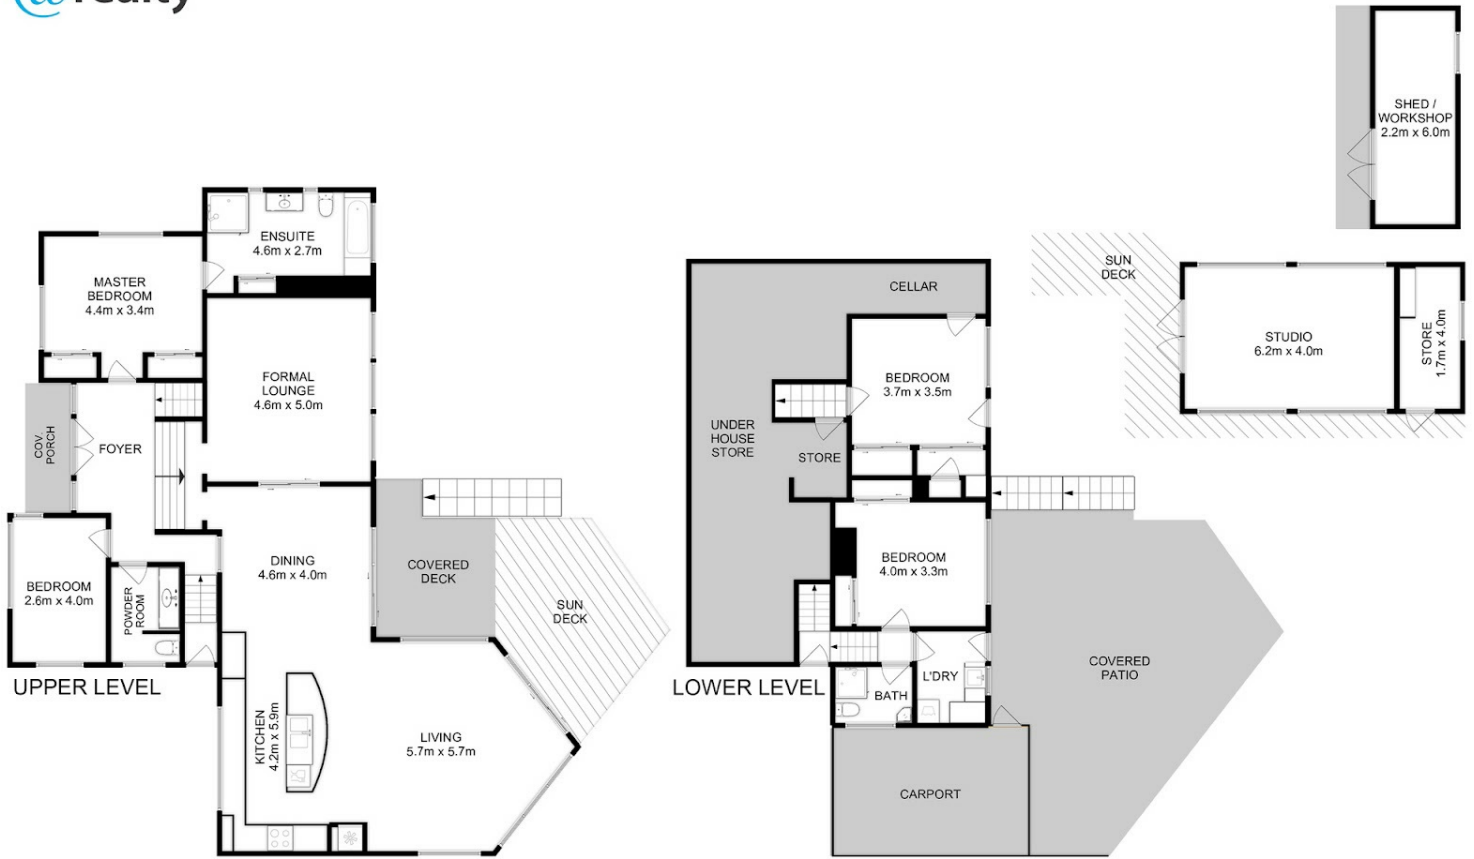 @realty
SHED /
WORKSHOP
2.2m x 6.0m
ENSUITE
4.6m x 2.7m
MASTER
BEDROOM
4.4m x 3.4m
FORMAL
LOUNGE
4.6m x 5.0m
COV.
PORCH
FOYER
DINING
4.6m x 4.0m
COVERED
DECK
BEDROOM
2.6m x 4.0m
POWDER
ROOM
SUN
DECK
UPPER LEVEL
KITCHEN
4.2m x 5.9m
LIVING
5.7m x 5.7m
CELLAR
BEDROOM
3.7m x 3.5m
UNDER
HOUSE
STORE
STORE
BEDROOM
4.0m x 3.3m
LOWER LEVEL
BATH
L'DRY
COVERED
PATIO
CARPORT
SUN
DECK
STUDIO
6.2m x 4.0m
STORE
1.7m x 4.0m